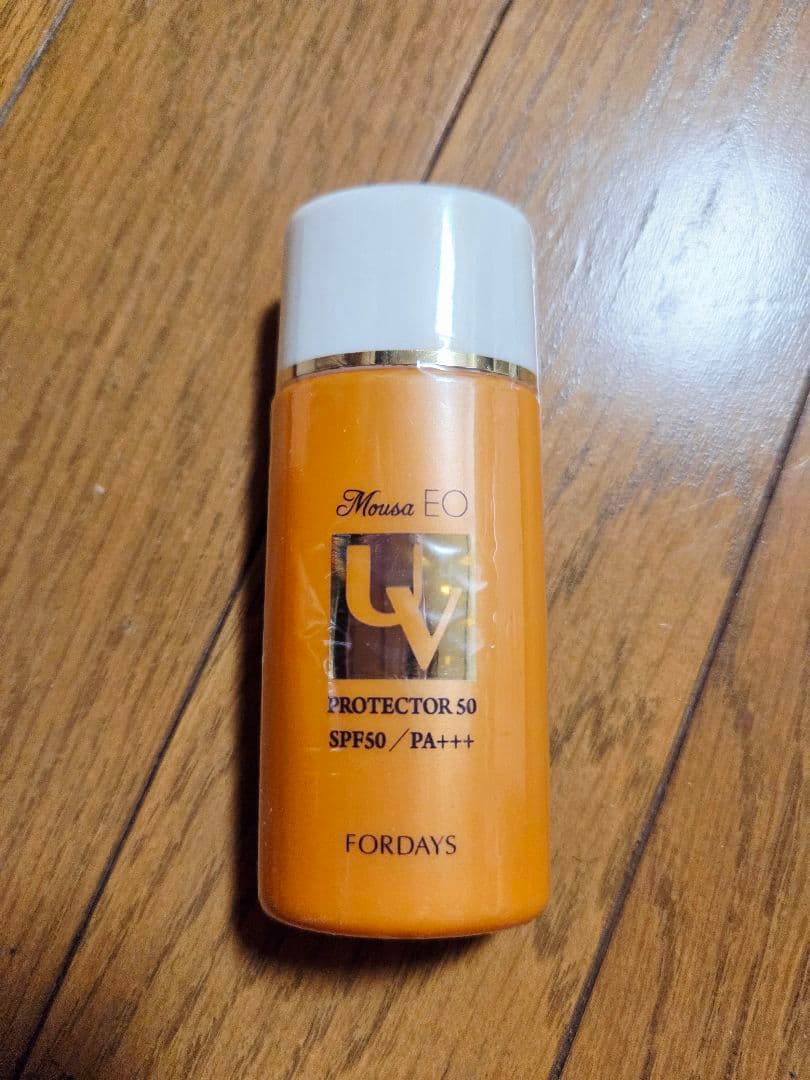 Mousa EO
UV
PROTECTOR 50
SPF50／PA+++
FORDAYS